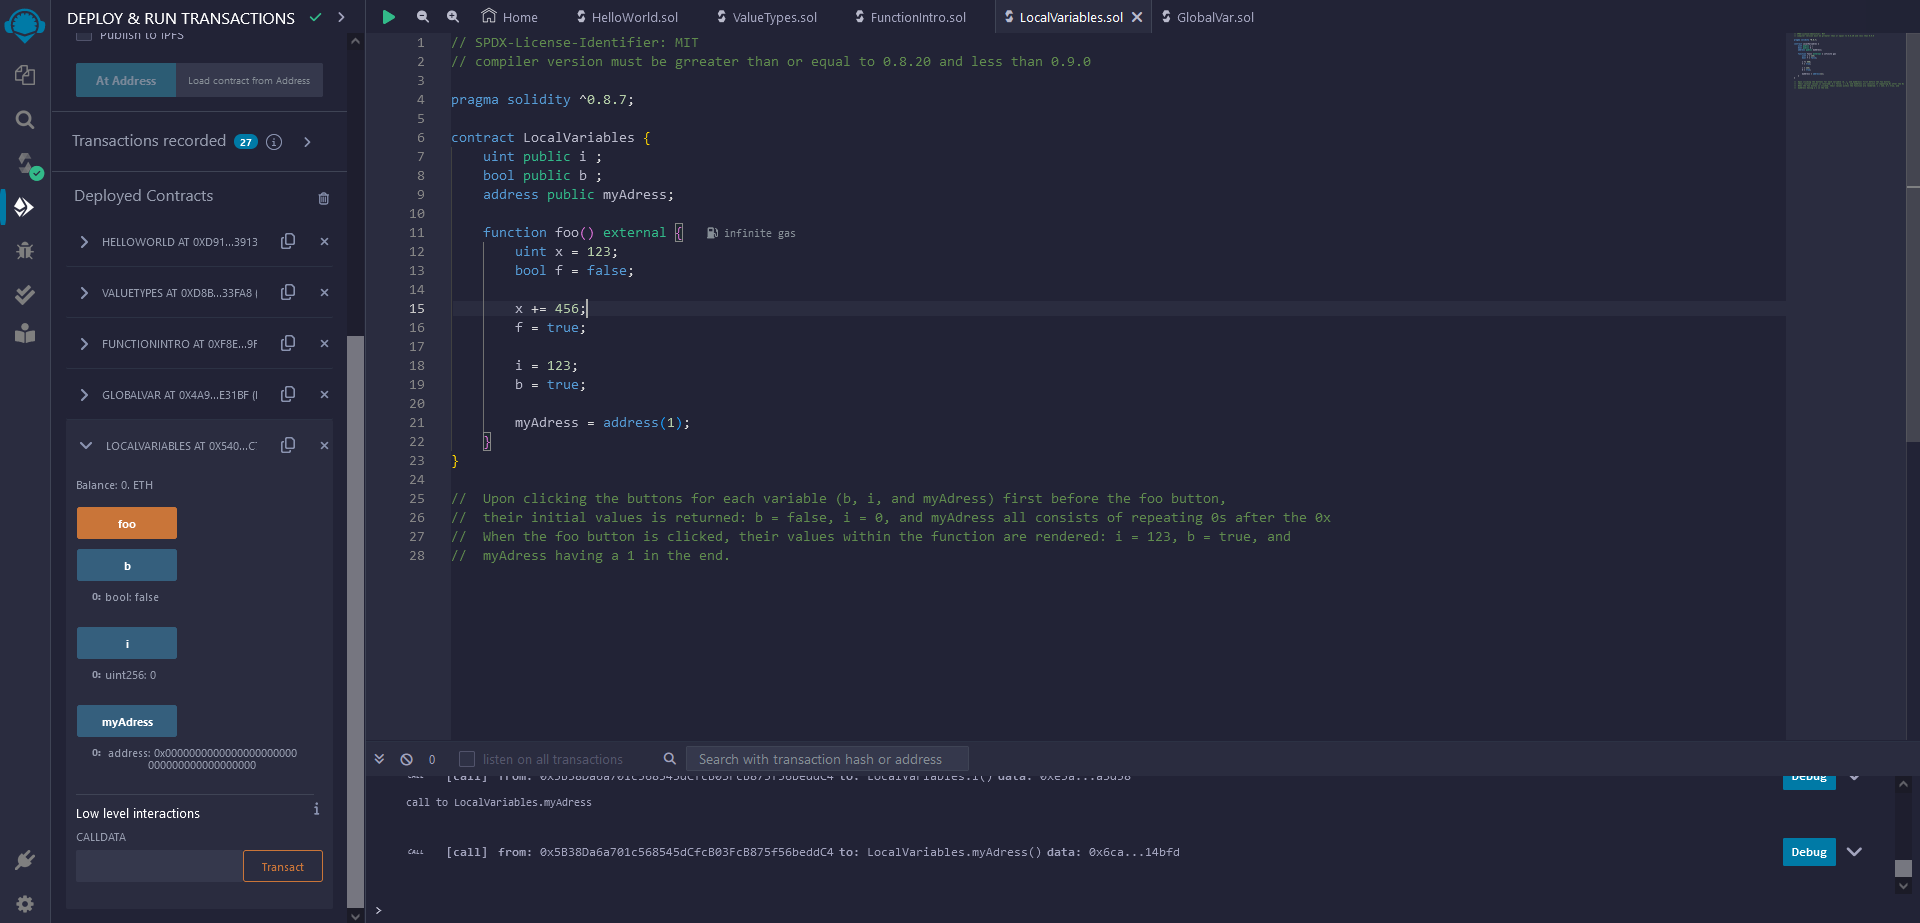 DEPLOY & RUN TRANSACTIONS
Publish to IPFS
At Address
Load contract from Address
Transactions recorded 27
Deployed Contracts
HELLOWORLD AT 0XD91...3913
VALUETYPES AT 0XD8B...33FA8 (
FUNCTIONINTRO AT 0XF8E...9F
GLOBALVAR AT 0X4A9...E31BF (
LOCALVARIABLES AT 0X540...C
Balance: 0. ETH
foo
b
0: bool: false
i
0: uint256: 0
myAdress
0: address: 0x0000000000000000000000
000000000000000000
Low level interactions
CALLDATA
Transact
Home
HelloWorld.sol
ValueTypes.sol
FunctionIntro.sol
LocalVariables.sol
GlobalVar.sol
1 // SPDX-License-Identifier: MIT
2 // compiler version must be grreater than or equal to 0.8.20 and less than 0.9.0
3
4 pragma solidity ^0.8.7;
5
6 contract LocalVariables {
7 uint public i ;
8 bool public b ;
9 address public myAdress;
10
11 function foo() external { infinite gas
12 uint x = 123;
13 bool f = false;
14
15 x += 456;
16 f = true;
17
18 i = 123;
19 b = true;
20
21 myAdress = address(1);
22 }
23 }
24
25 // Upon clicking the buttons for each variable (b, i, and myAdress) first before the foo button,
26 // their initial values is returned: b = false, i = 0, and myAdress all consists of repeating 0s after the 0x
27 // When the foo button is clicked, their values within the function are rendered: i = 123, b = true, and
28 // myAdress having a 1 in the end.
0
listen on all transactions
Search with transaction hash or address
CALL [call] from: 0x5B38Da6a701c568545dCfcB03FcB875f56beddC4 to: LocalVariables.i() data: 0xe5a...a5d58
Debug
call to LocalVariables.myAdress
CALL [call] from: 0x5B38Da6a701c568545dCfcB03FcB875f56beddC4 to: LocalVariables.myAdress() data: 0x6ca...14bfd
Debug
>